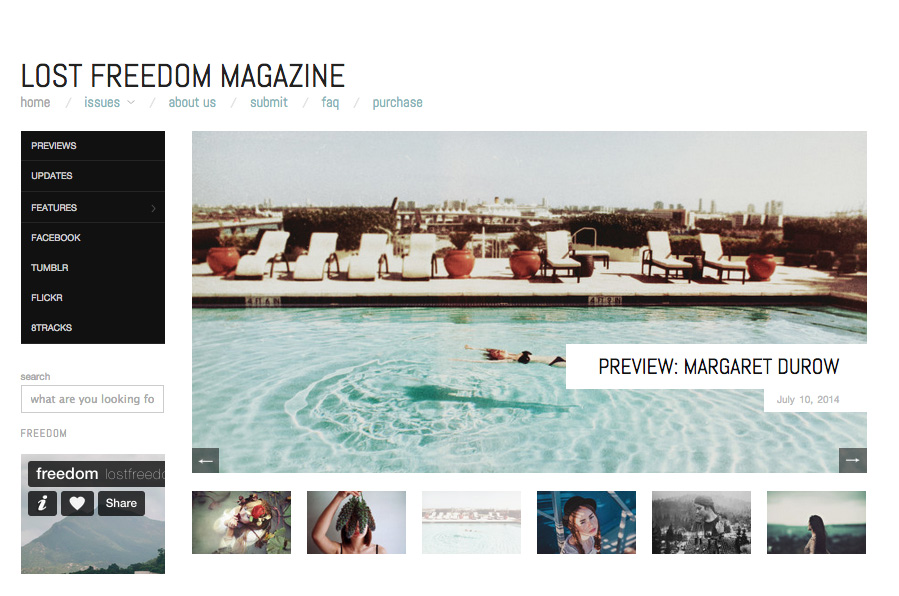 LOST FREEDOM MAGAZINE
home / issues / about us / submit / faq / purchase
PREVIEWS
UPDATES
FEATURES
FACEBOOK
TUMBLR
FLICKR
8TRACKS
search
what are you looking fo
FREEDOM
freedom lostfreedo
i Share
PREVIEW: MARGARET DUROW
July 10, 2014